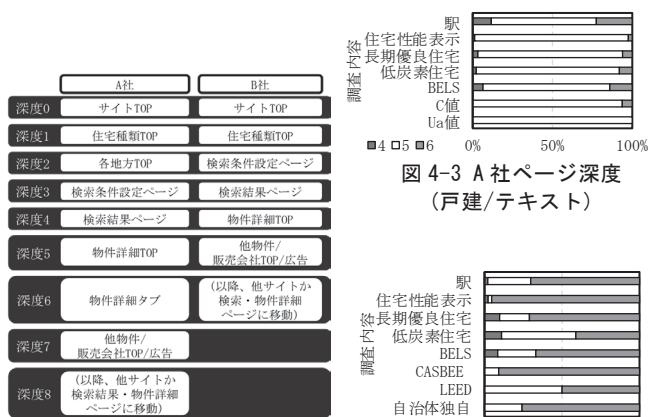 A社 B社
深度0 サイトTOP サイトTOP
深度1 住宅種類TOP 住宅種類TOP
深度2 各地方TOP 検索条件設定ページ
深度3 検索条件設定ページ 検索結果ページ
深度4 検索結果ページ 物件詳細TOP
深度5 物件詳細TOP 他物件/
販売会社TOP/広告
深度6 物件詳細タブ (以降、他サイトか
検索・物件詳細
ページに移動)
深度7 他物件/
販売会社TOP/広告
深度8 (以降、他サイトか
検索結果・物件詳細
ページに移動)
調査内容
駅
住宅性能表示
長期優良住宅
低炭素住宅
BELS
C値
Ua値
■4 □5 ■6 0% 50% 100%
図 4-3 A 社ページ深度
(戸建/テキスト)
調査内容
駅
住宅性能表示
長期優良住宅
低炭素住宅
BELS
CASBEE
LEED
自治体独自